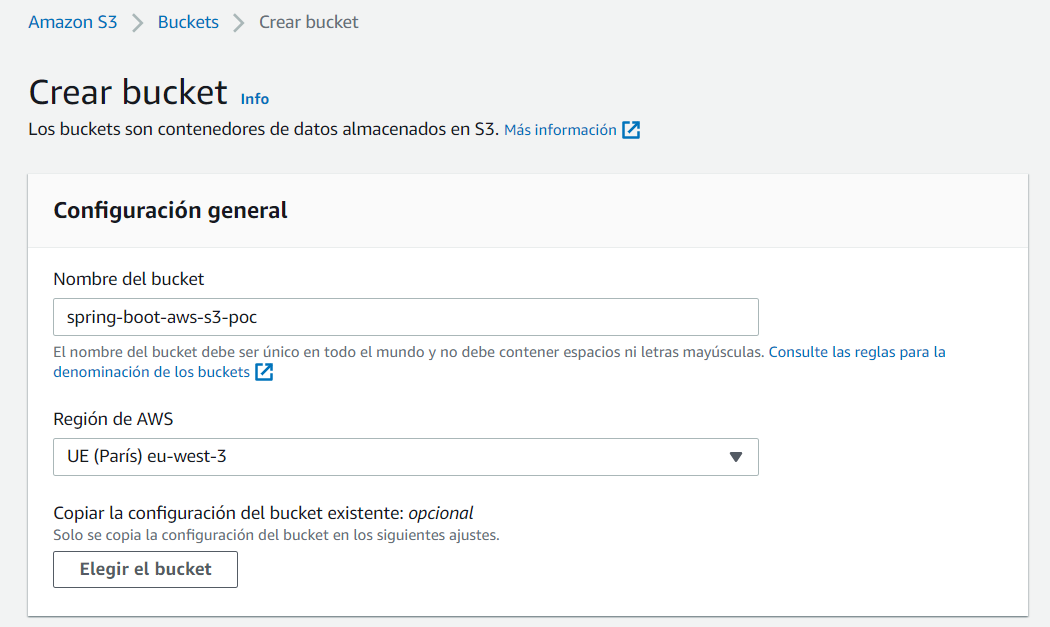 Amazon S3 > Buckets > Crear bucket
Crear bucket Info
Los buckets son contenedores de datos almacenados en S3. Más información
Configuración general
Nombre del bucket
spring-boot-aws-s3-poc
El nombre del bucket debe ser único en todo el mundo y no debe contener espacios ni letras mayúsculas. Consulte las reglas para la
denominación de los buckets
Región de AWS
UE (París) eu-west-3
Copiar la configuración del bucket existente: opcional
Solo se copia la configuración del bucket en los siguientes ajustes.
Elegir el bucket